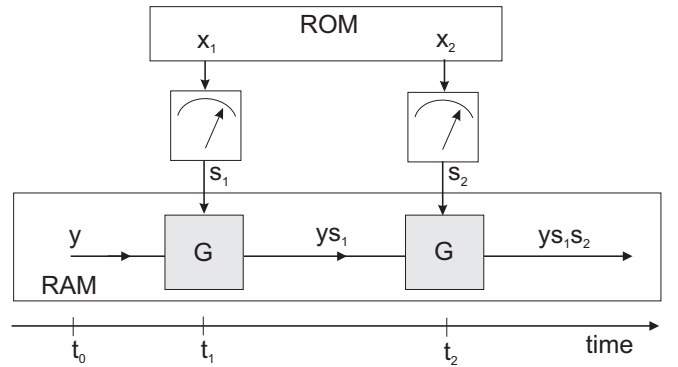 ROM
x₁ x₂
s₁ s₂
y ys₁ ys₁s₂
G G
RAM
t₀ t₁ t₂ time